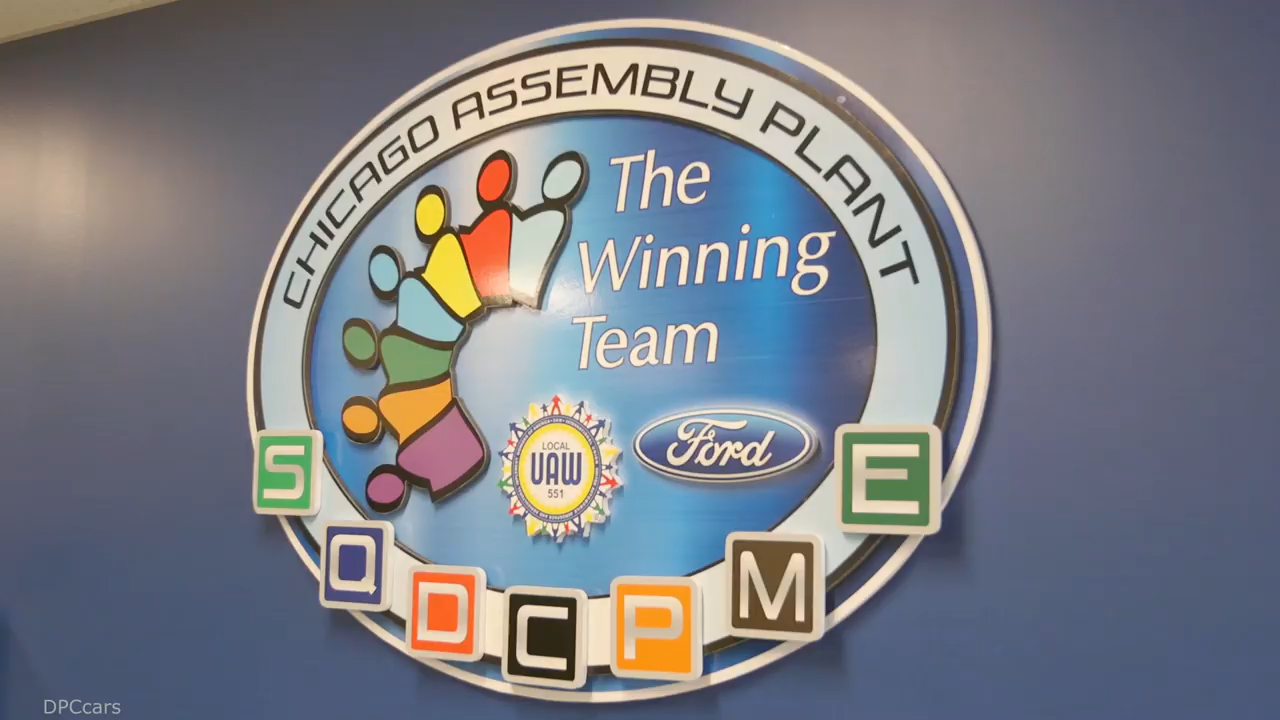 CHICAGO ASSEMBLY PLANT
The
Winning
Team
LOCAL
UAW
551
Ford
S
Q
D
C
P
M
E
DPCcars